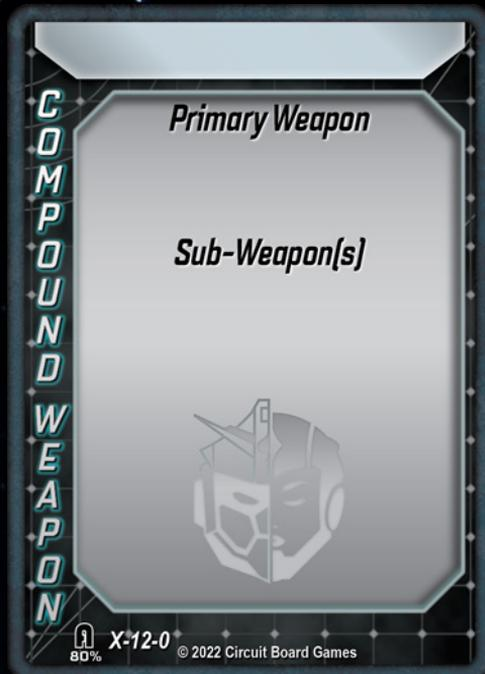 COMPOUND WEAPON
Primary Weapon
Sub-Weapon(s)
80%
X-12-0
© 2022 Circuit Board Games